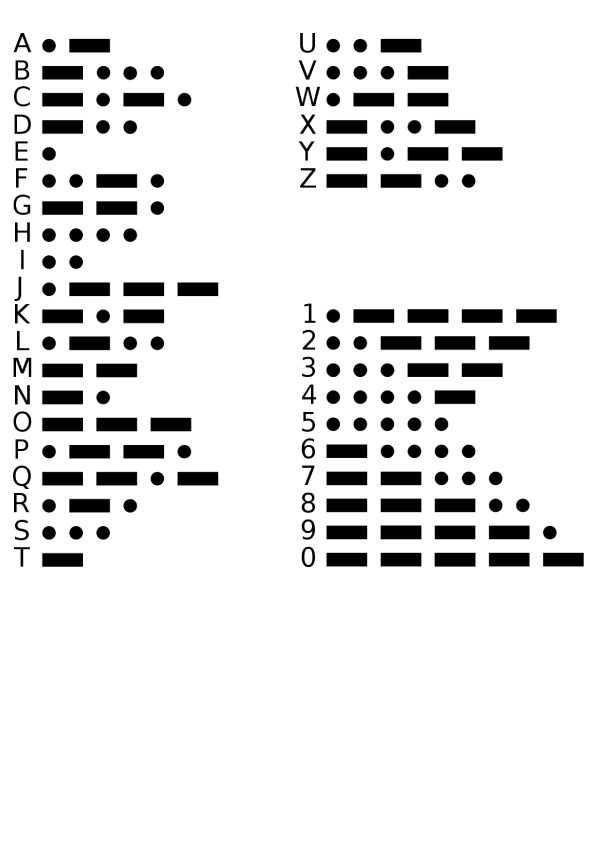 A • ▬
B ▬ • • •
C ▬ • ▬ •
D ▬ • •
E •
F • • ▬ •
G ▬ ▬ •
H • • • •
I • •
J • ▬ ▬ ▬
K ▬ • ▬
L • ▬ • •
M ▬ ▬
N ▬ •
O ▬ ▬ ▬
P • ▬ ▬ •
Q ▬ ▬ • ▬
R • ▬ •
S • • •
T ▬
U • • ▬
V • • • ▬
W • ▬ ▬
X ▬ • • ▬
Y ▬ • ▬ ▬
Z ▬ ▬ • •
1 • ▬ ▬ ▬ ▬
2 • • ▬ ▬ ▬
3 • • • ▬ ▬
4 • • • • ▬
5 • • • • •
6 ▬ • • • •
7 ▬ ▬ • • •
8 ▬ ▬ ▬ • •
9 ▬ ▬ ▬ ▬ •
0 ▬ ▬ ▬ ▬ ▬